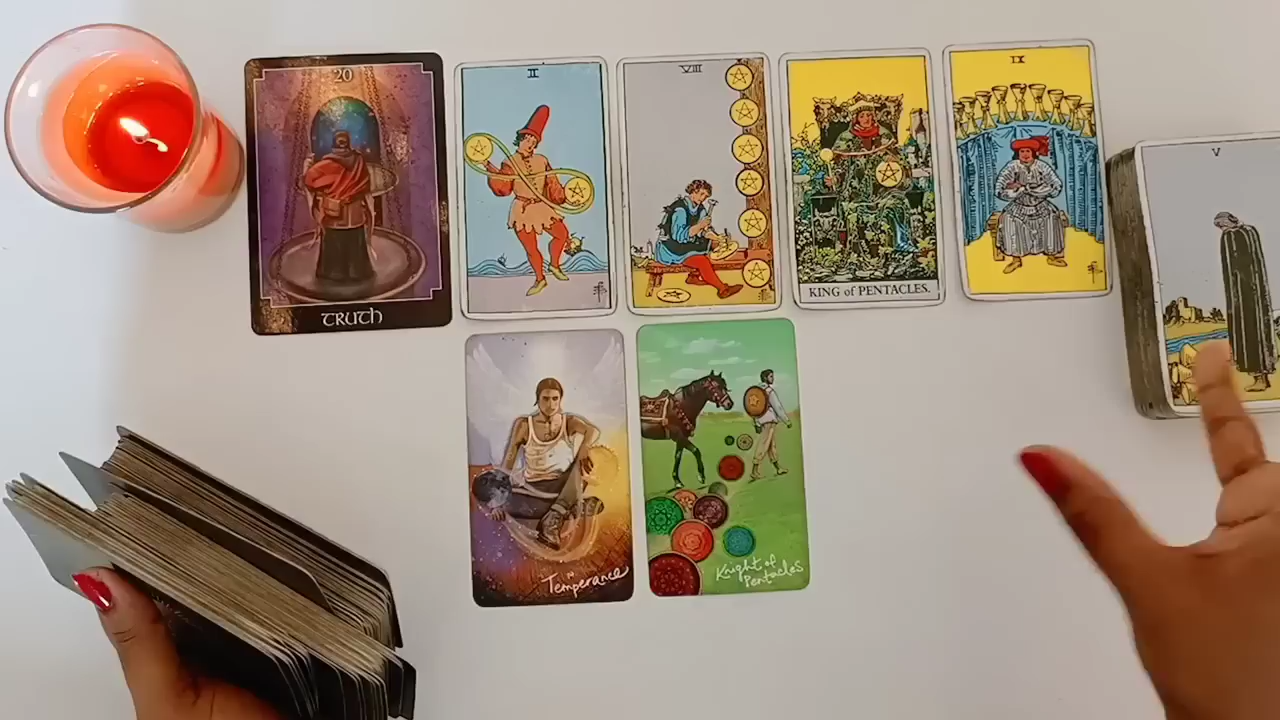 20
TRUTH
II
VIII
KING of PENTACLES.
IX
V
Temperance
Knight of
Pentacles